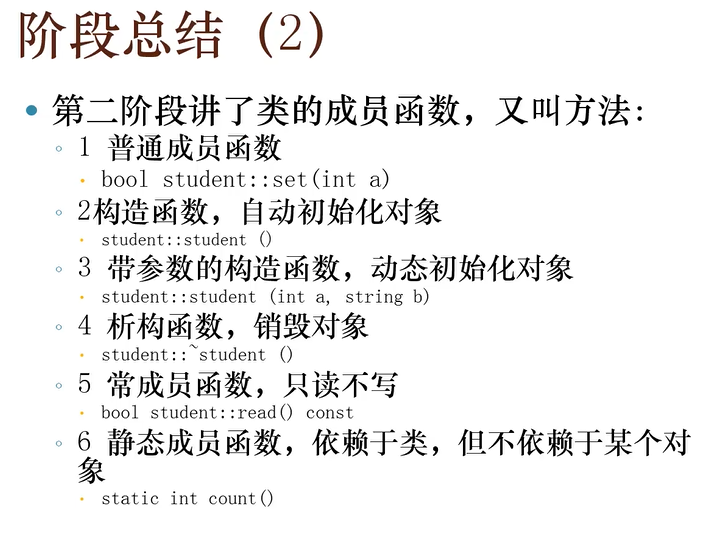 阶段总结（2）
• 第二阶段讲了类的成员函数，又叫方法：
◦ 1 普通成员函数
• bool student::set(int a)
◦ 2构造函数，自动初始化对象
• student::student ()
◦ 3 带参数的构造函数，动态初始化对象
• student::student (int a, string b)
◦ 4 析构函数，销毁对象
• student::~student ()
◦ 5 常成员函数，只读不写
• bool student::read() const
◦ 6 静态成员函数，依赖于类，但不依赖于某个对
象
• static int count()